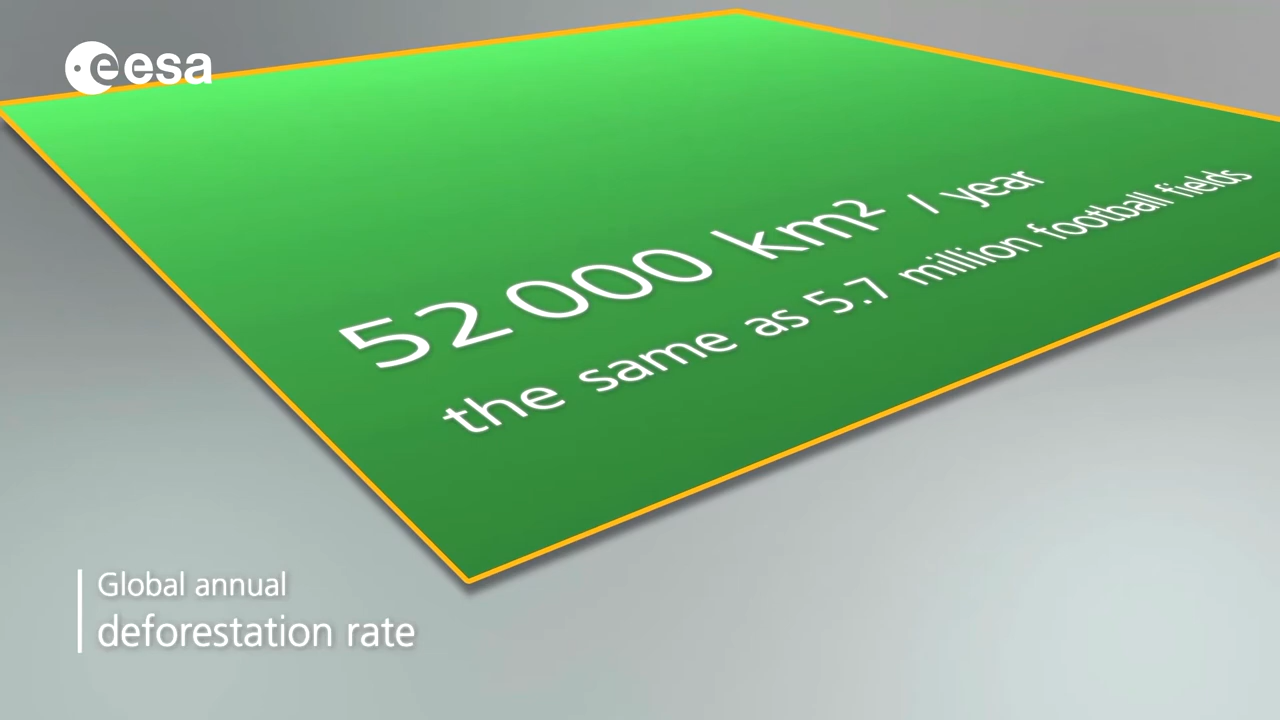 esa
52 000 km² / year
the same as 5.7 million football fields
Global annual
deforestation rate